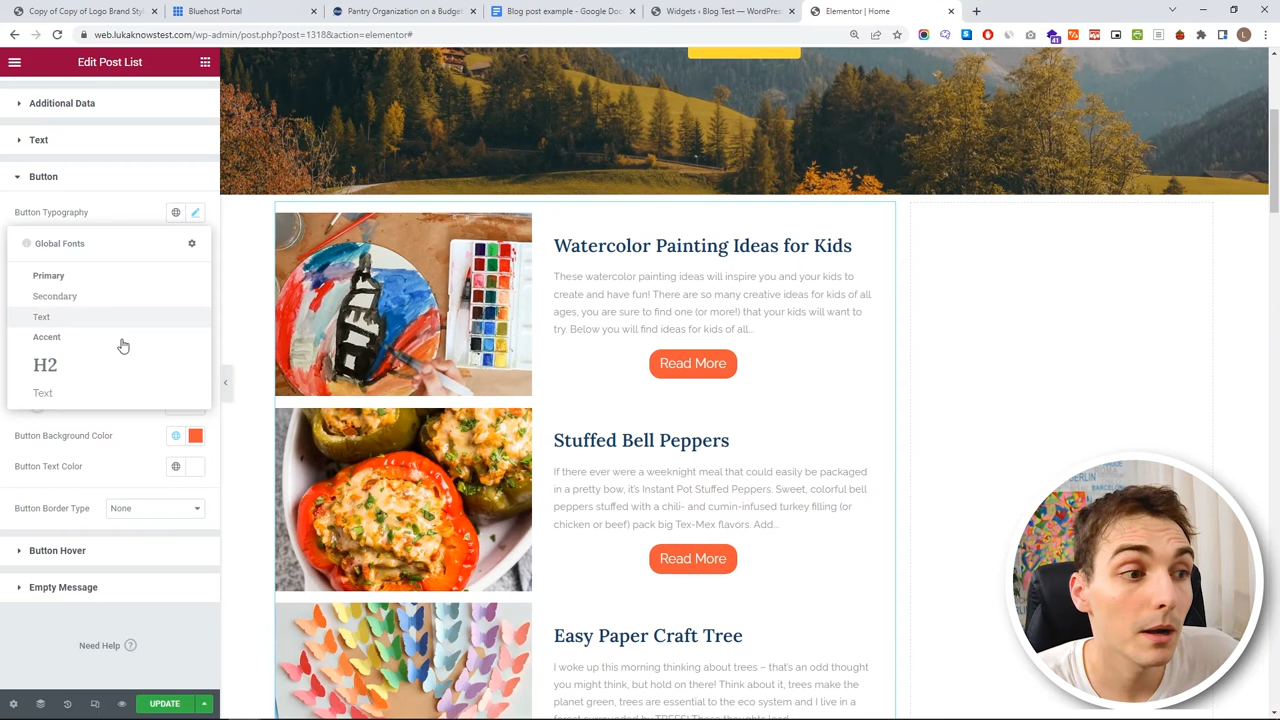 Copy of Copy of Logo Brand Styl
Bluehost Portal
Pantry Organization on a Budget
Blog post example - Google Doc
Widgets ‹ Blog Test — WordPress
Elementor | Home
web.lukaknowstest.com/wp-admin/post.php?post=1318&action=elementor#
41
L
Edit Post List
Additional Data
Text
Button
Button Typography
Global Fonts
Primary
Secondary
Text
Accent
H2
Text
Button Background Color
Button Text Color
Button Border Type
None
Button Hover
Empty Message
Need Help
UPDATE
Watercolor Painting Ideas for Kids
These watercolor painting ideas will inspire you and your kids to
create and have fun! There are so many creative ideas for kids of all
ages, you are sure to find one (or more!) that your kids will want to
try. Below you will find ideas for kids of all...
Read More
Stuffed Bell Peppers
If there ever were a weeknight meal that could easily be packaged
in a pretty bow, it's Instant Pot Stuffed Peppers. Sweet, colorful bell
peppers stuffed with a chili- and cumin-infused turkey filling (or
chicken or beef) pack big Tex-Mex flavors. Add...
Read More
Easy Paper Craft Tree
I woke up this morning thinking about trees – that's an odd thought
you might think, but hold on there! Think about it, trees make the
planet green, trees are essential to the eco system and I live in a
BERLIN
BARCELON